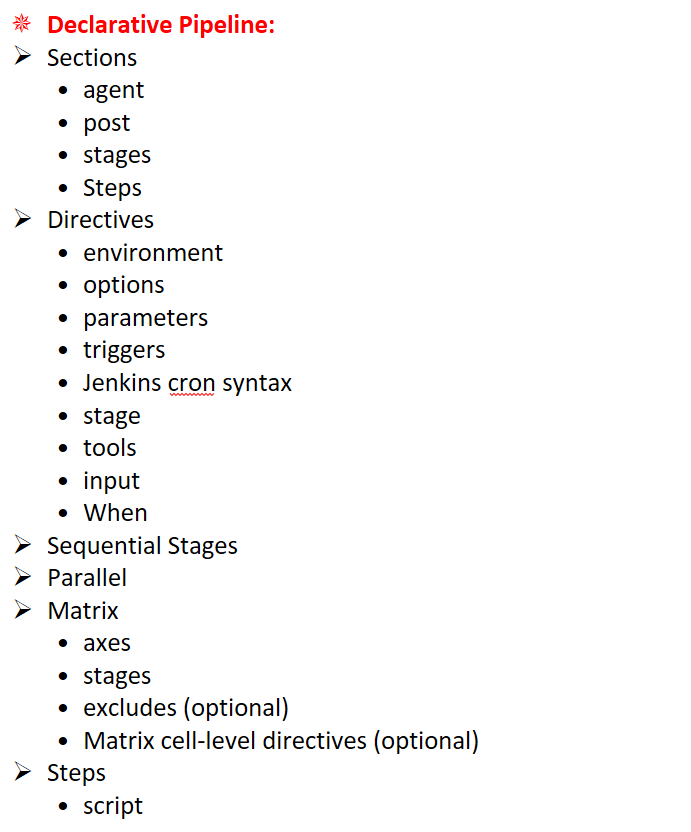 Declarative Pipeline:
Sections
agent
post
stages
Steps
Directives
environment
options
parameters
triggers
Jenkins cron syntax
stage
tools
input
When
Sequential Stages
Parallel
Matrix
axes
stages
excludes (optional)
Matrix cell-level directives (optional)
Steps
script